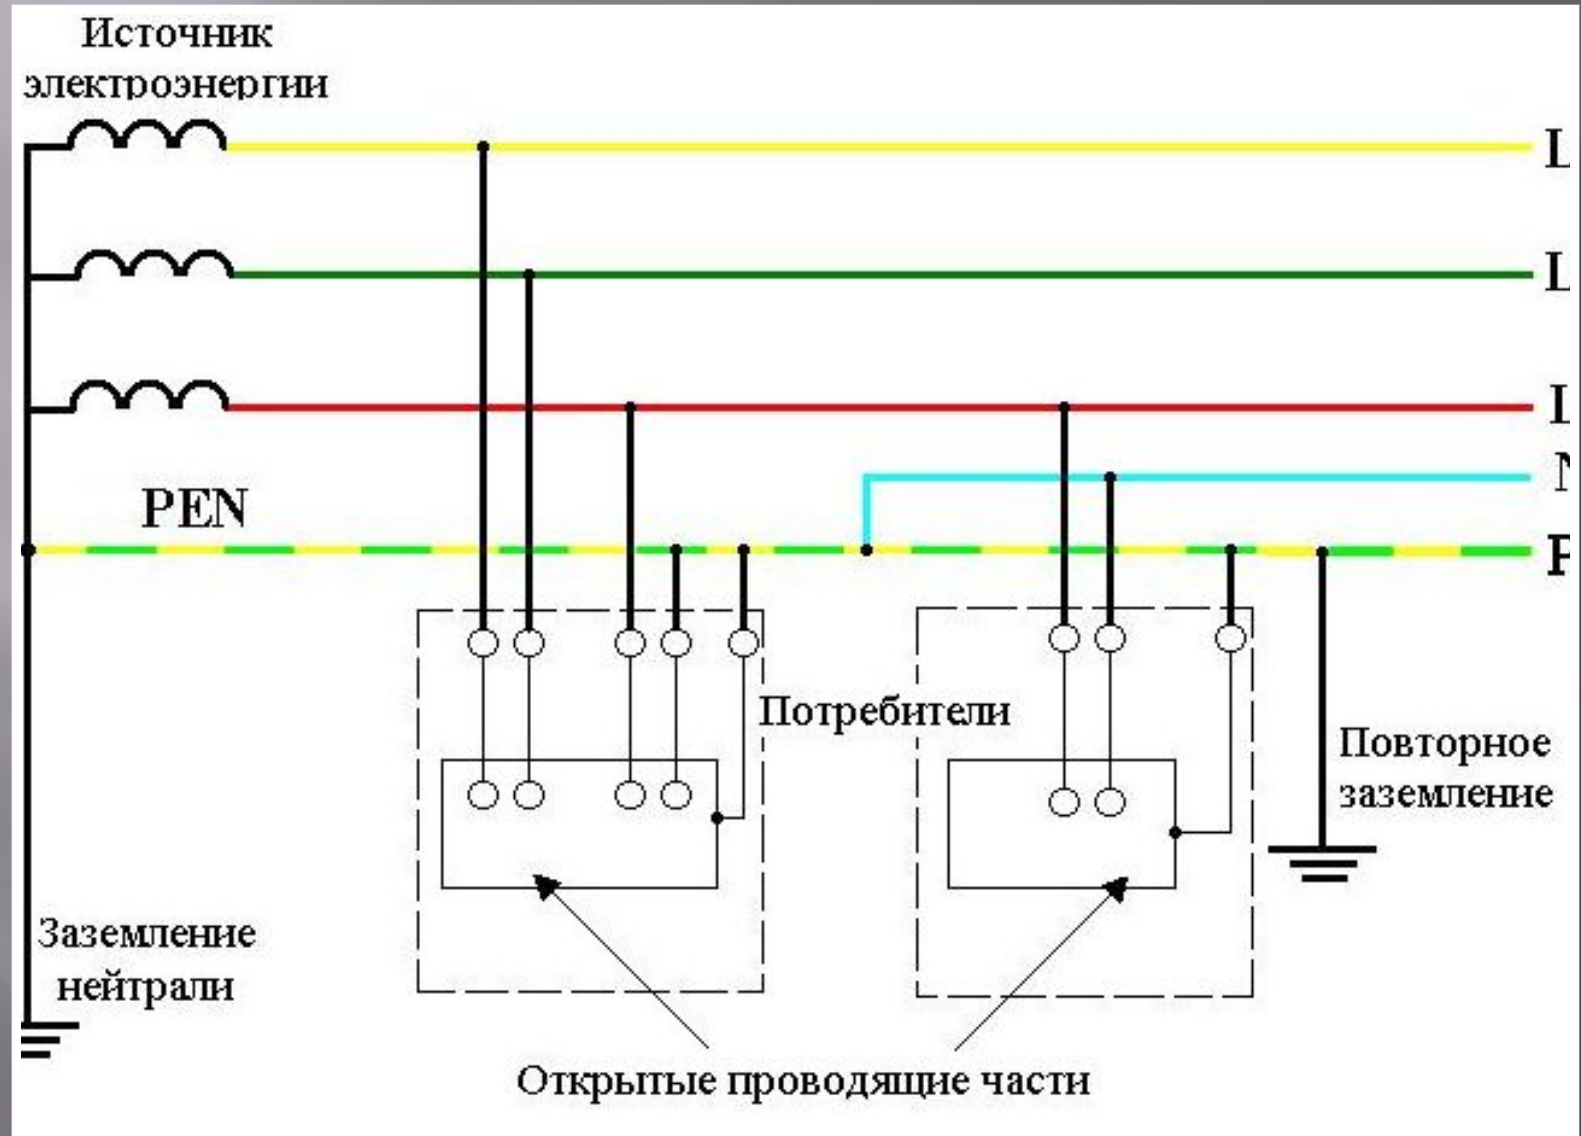 Источник
электроэнергии
L
L
L
N
PEN
P
Потребители
Повторное
заземление
Заземление
нейтрали
Открытые проводящие части